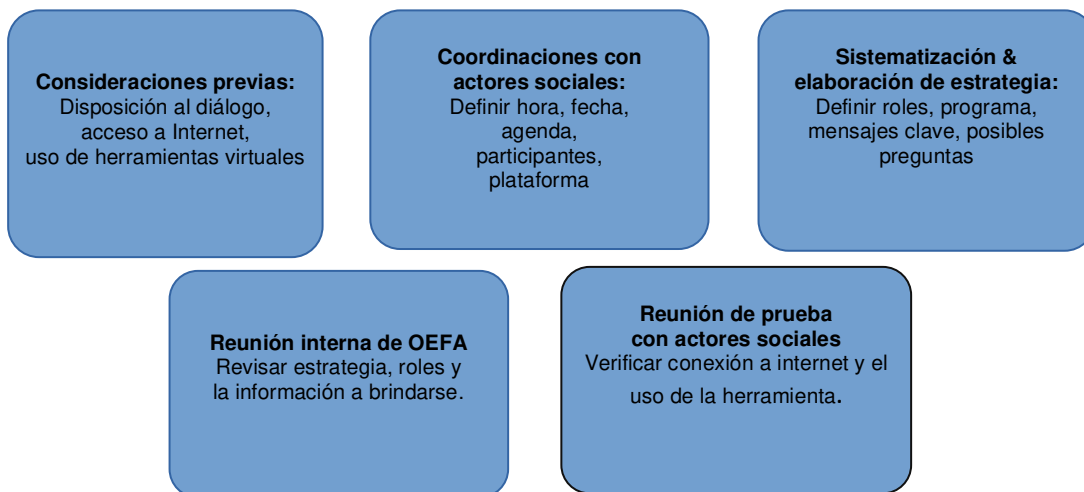 Consideraciones previas:
Disposición al diálogo,
acceso a Internet,
uso de herramientas virtuales
Coordinaciones con
actores sociales:
Definir hora, fecha,
agenda,
participantes,
plataforma
Sistematización &
elaboración de estrategia:
Definir roles, programa,
mensajes clave, posibles
preguntas
Reunión interna de OEFA
Revisar estrategia, roles y
la información a brindarse.
Reunión de prueba
con actores sociales
Verificar conexión a internet y el
uso de la herramienta.